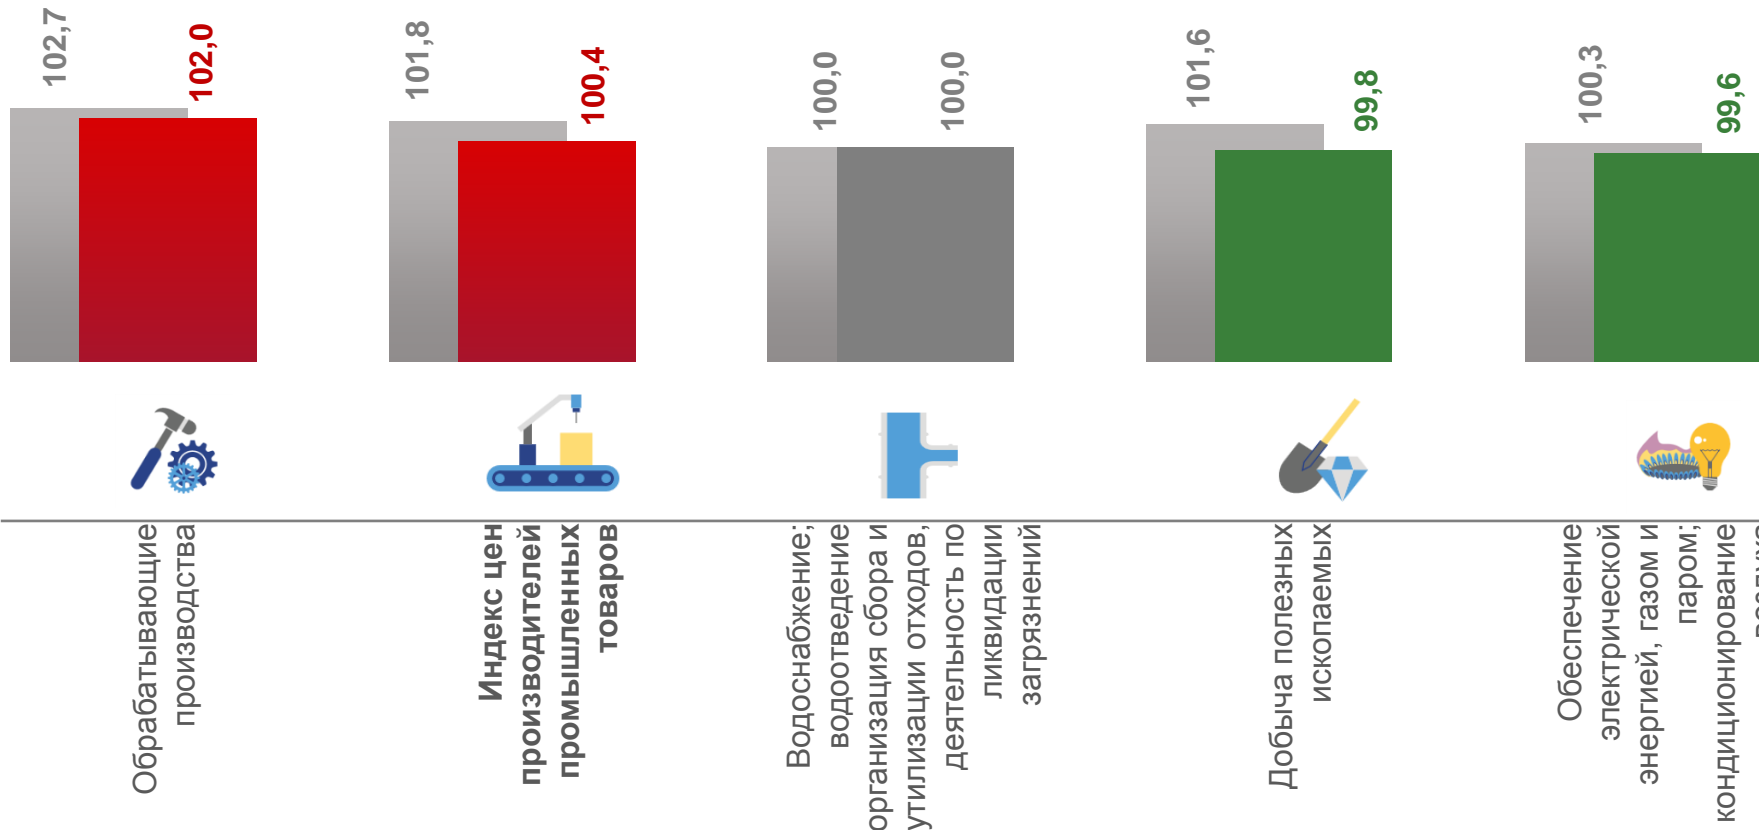 102,7
102,0
101,8
100,4
100,0
100,0
101,6
99,8
100,3
99,6
Обрабатывающие
производства
Индекс цен
производителей
промышленных
товаров
Водоснабжение;
водоотведение
организация сбора и
утилизации отходов,
деятельность по
ликвидации
загрязнений
Добыча полезных
ископаемых
Обеспечение
электрической
энергией, газом и
паром;
кондиционирование